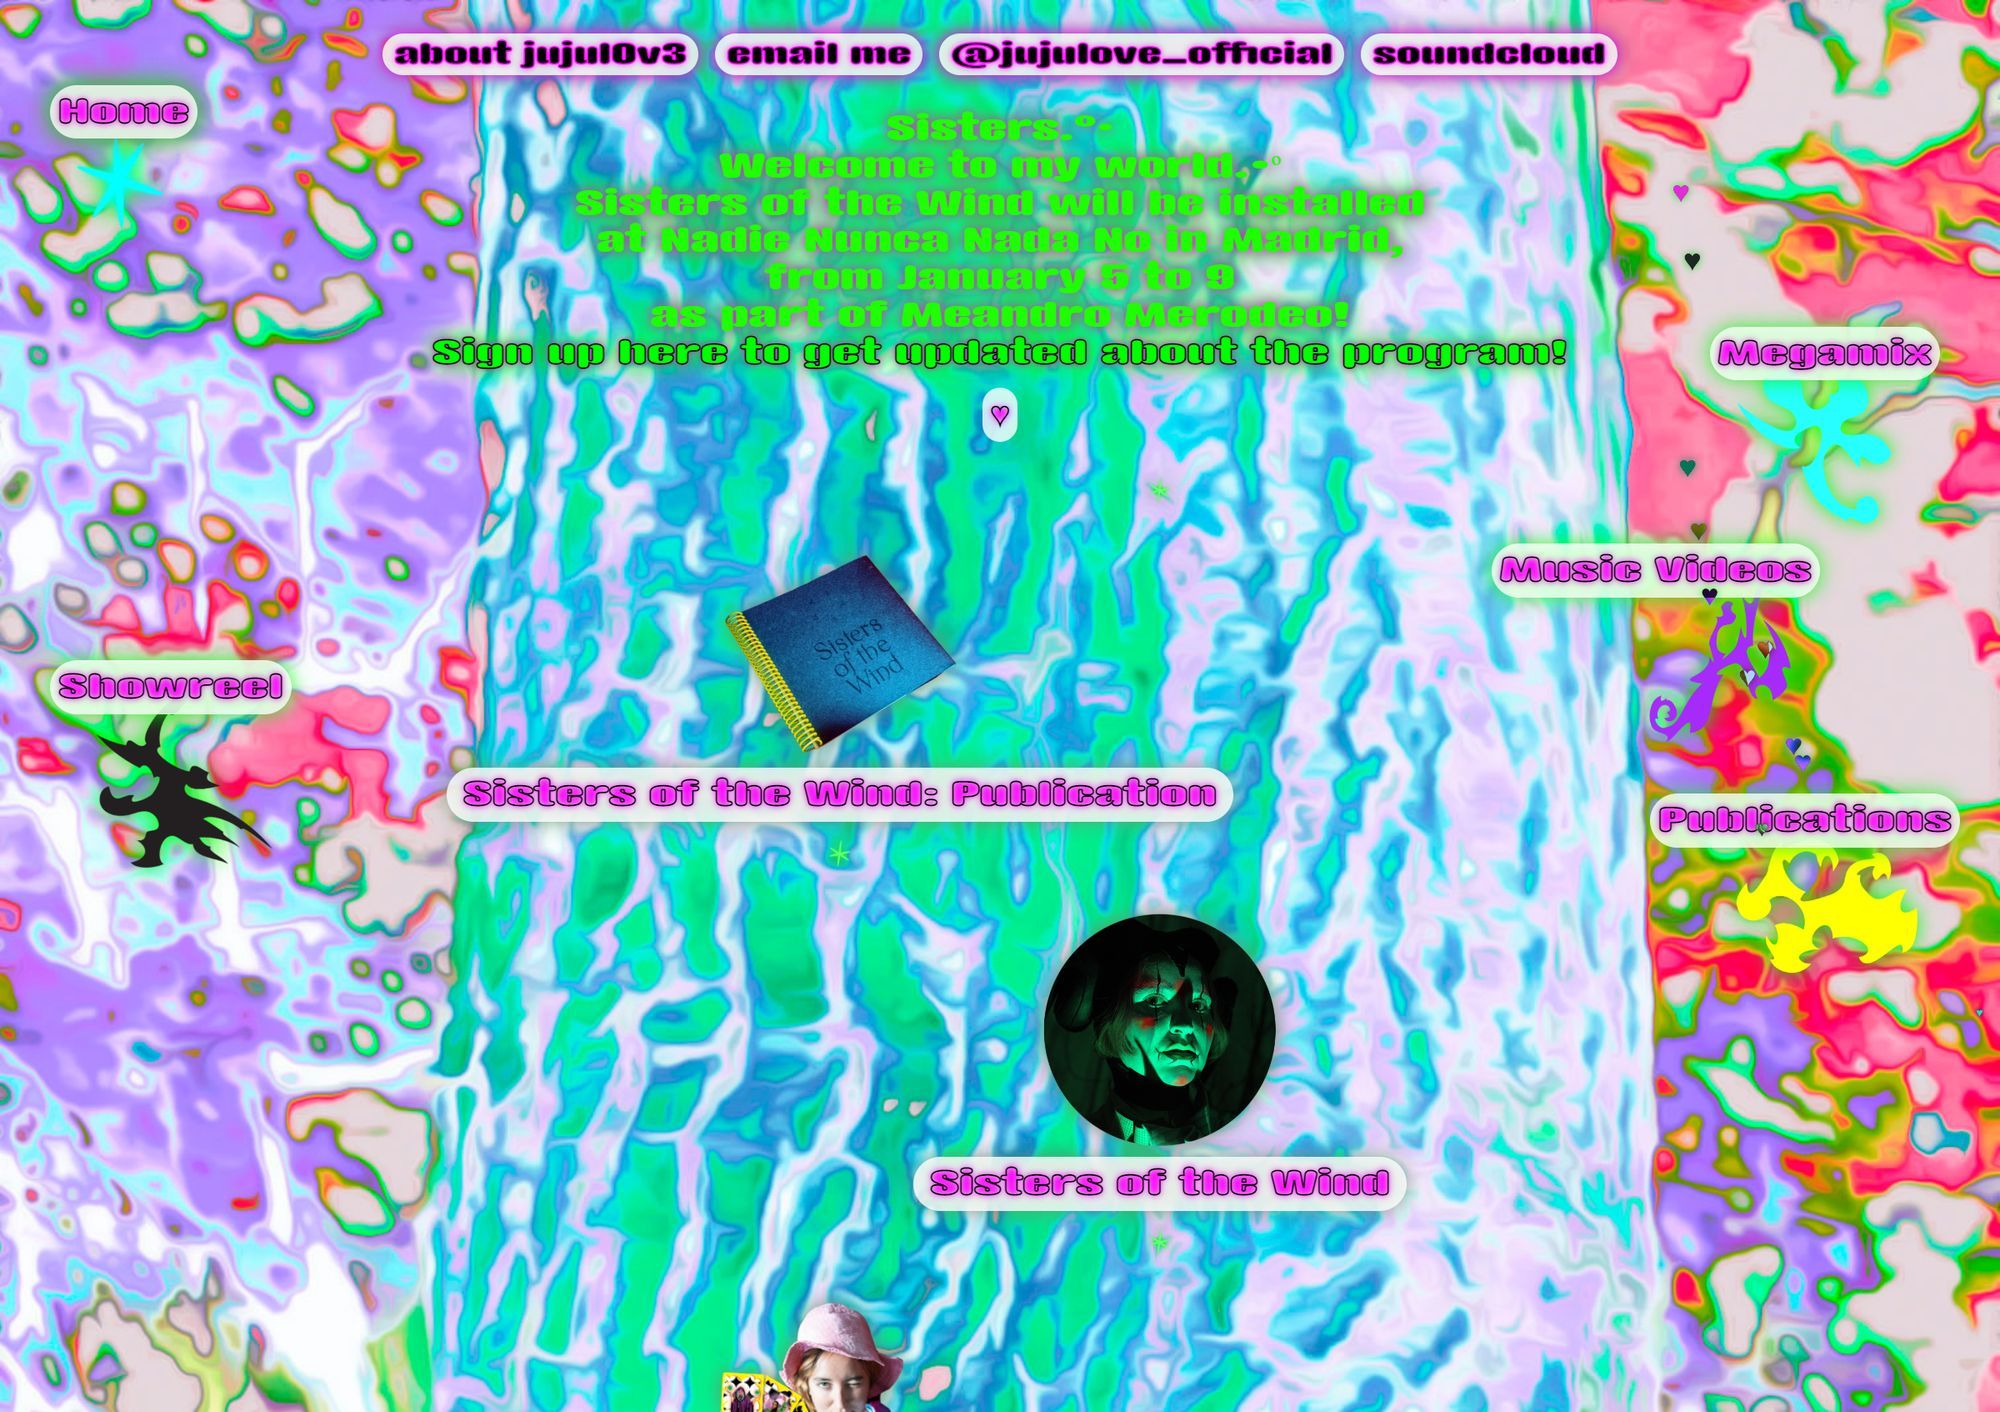 about jujul0v3
email me
@jujulove_official
soundcloud
Home
Sisters.°-
Welcome to my world.,-°
Sisters of the Wind will be installed
at Nadie Nunca Nada No in Madrid,
from January 5 to 9
as part of Meandro Merodeo!
Sign up here to get updated about the program!
♥
Megamix
Music Videos
Sisters
of the
Wind
Showreel
Sisters of the Wind: Publication
Publications
Sisters of the Wind